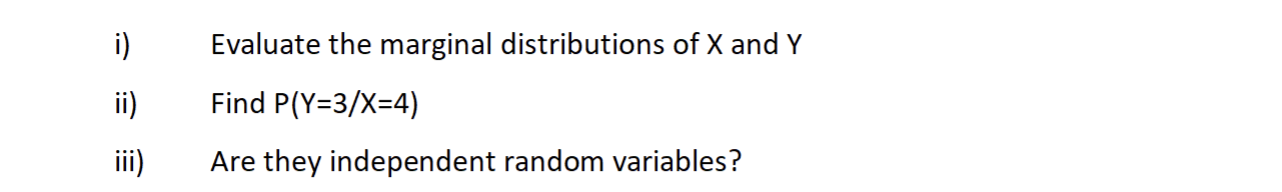 i) Evaluate the marginal distributions of X and Y
ii) Find P(Y=3/X=4)
iii) Are they independent random variables?